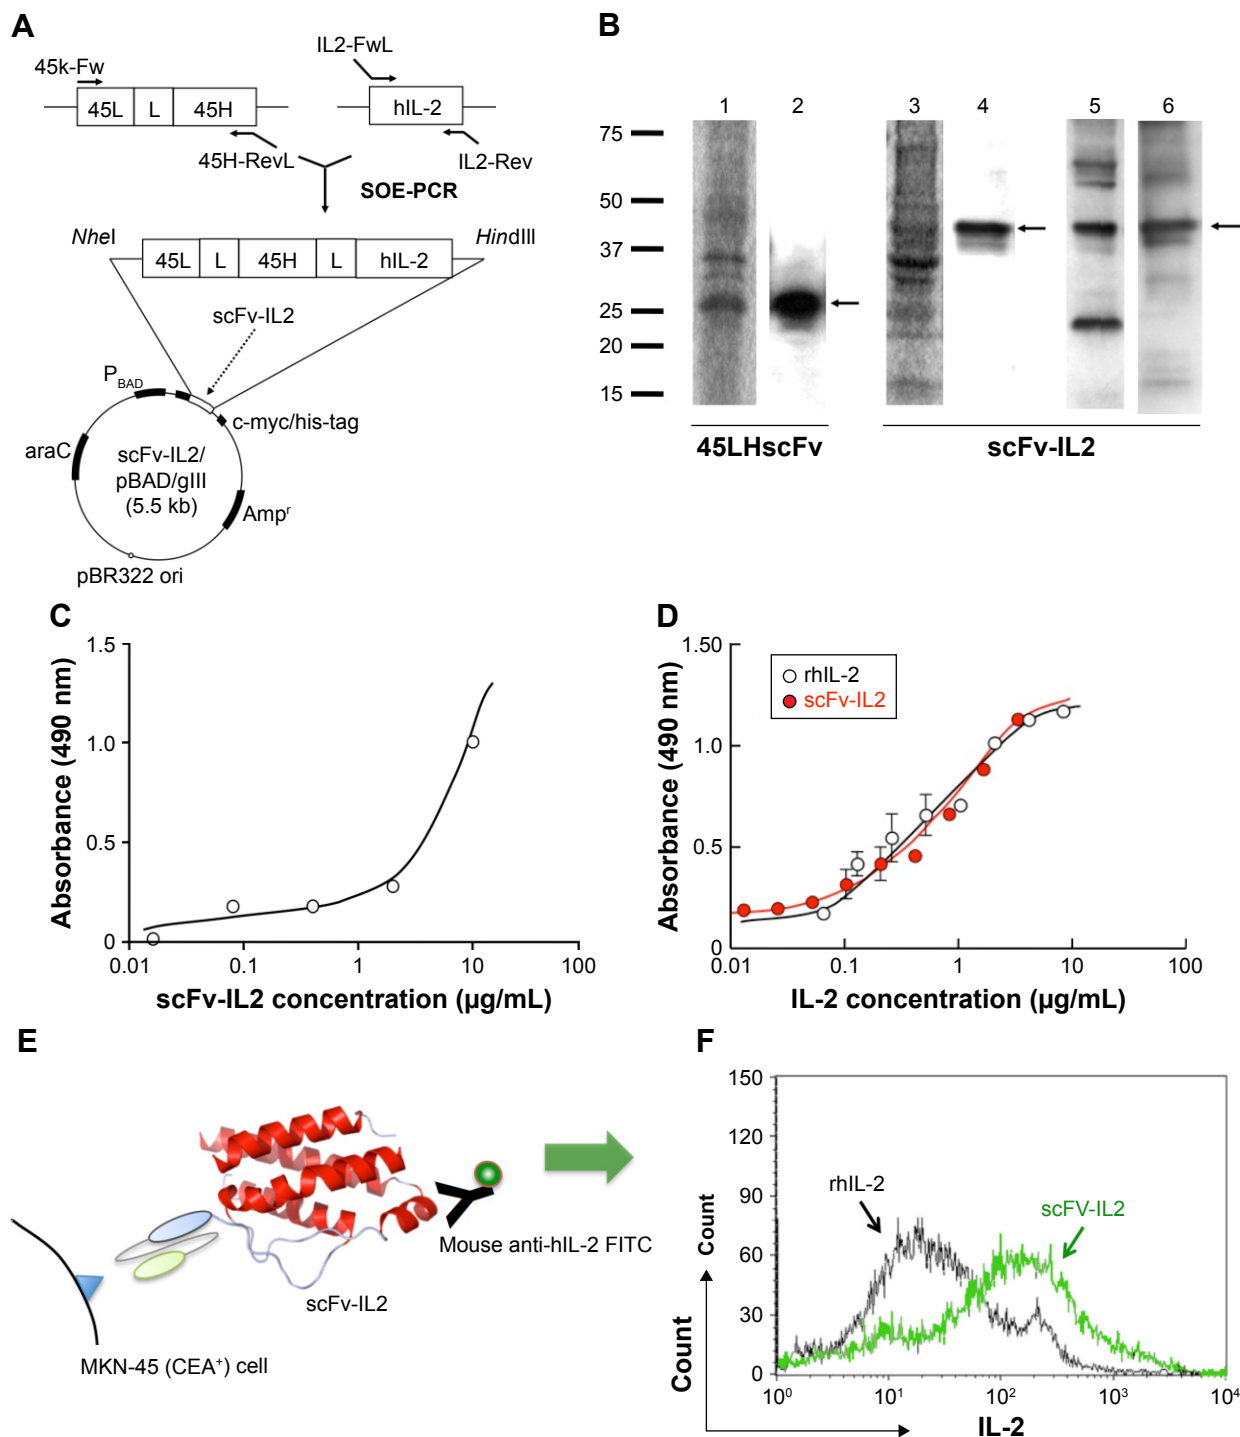 A
45k-Fw
IL2-FwL
45L L 45H
hIL-2
45H-RevL
IL2-Rev
SOE-PCR
NheI
HindIII
45L L 45H L hIL-2
scFv-IL2
PBAD
c-myc/his-tag
araC
scFv-IL2/
pBAD/gIII
(5.5 kb)
Ampr
pBR322 ori
B
1 2 3 4 5 6
75
50
37
25
20
15
45LHscFv
scFv-IL2
C
Absorbance (490 nm)
1.5
1.0
0.5
0
0.01 0.1 1 10 100
scFv-IL2 concentration (µg/mL)
D
Absorbance (490 nm)
1.50
1.0
0.5
0
rhIL-2
scFv-IL2
0.01 0.1 1 10 100
IL-2 concentration (µg/mL)
E
Mouse anti-hIL-2 FITC
scFv-IL2
MKN-45 (CEA+) cell
F
150
120
90
60
30
0
Count
Count
rhIL-2
scFV-IL2
10⁰ 10¹ 10² 10³ 10⁴
IL-2